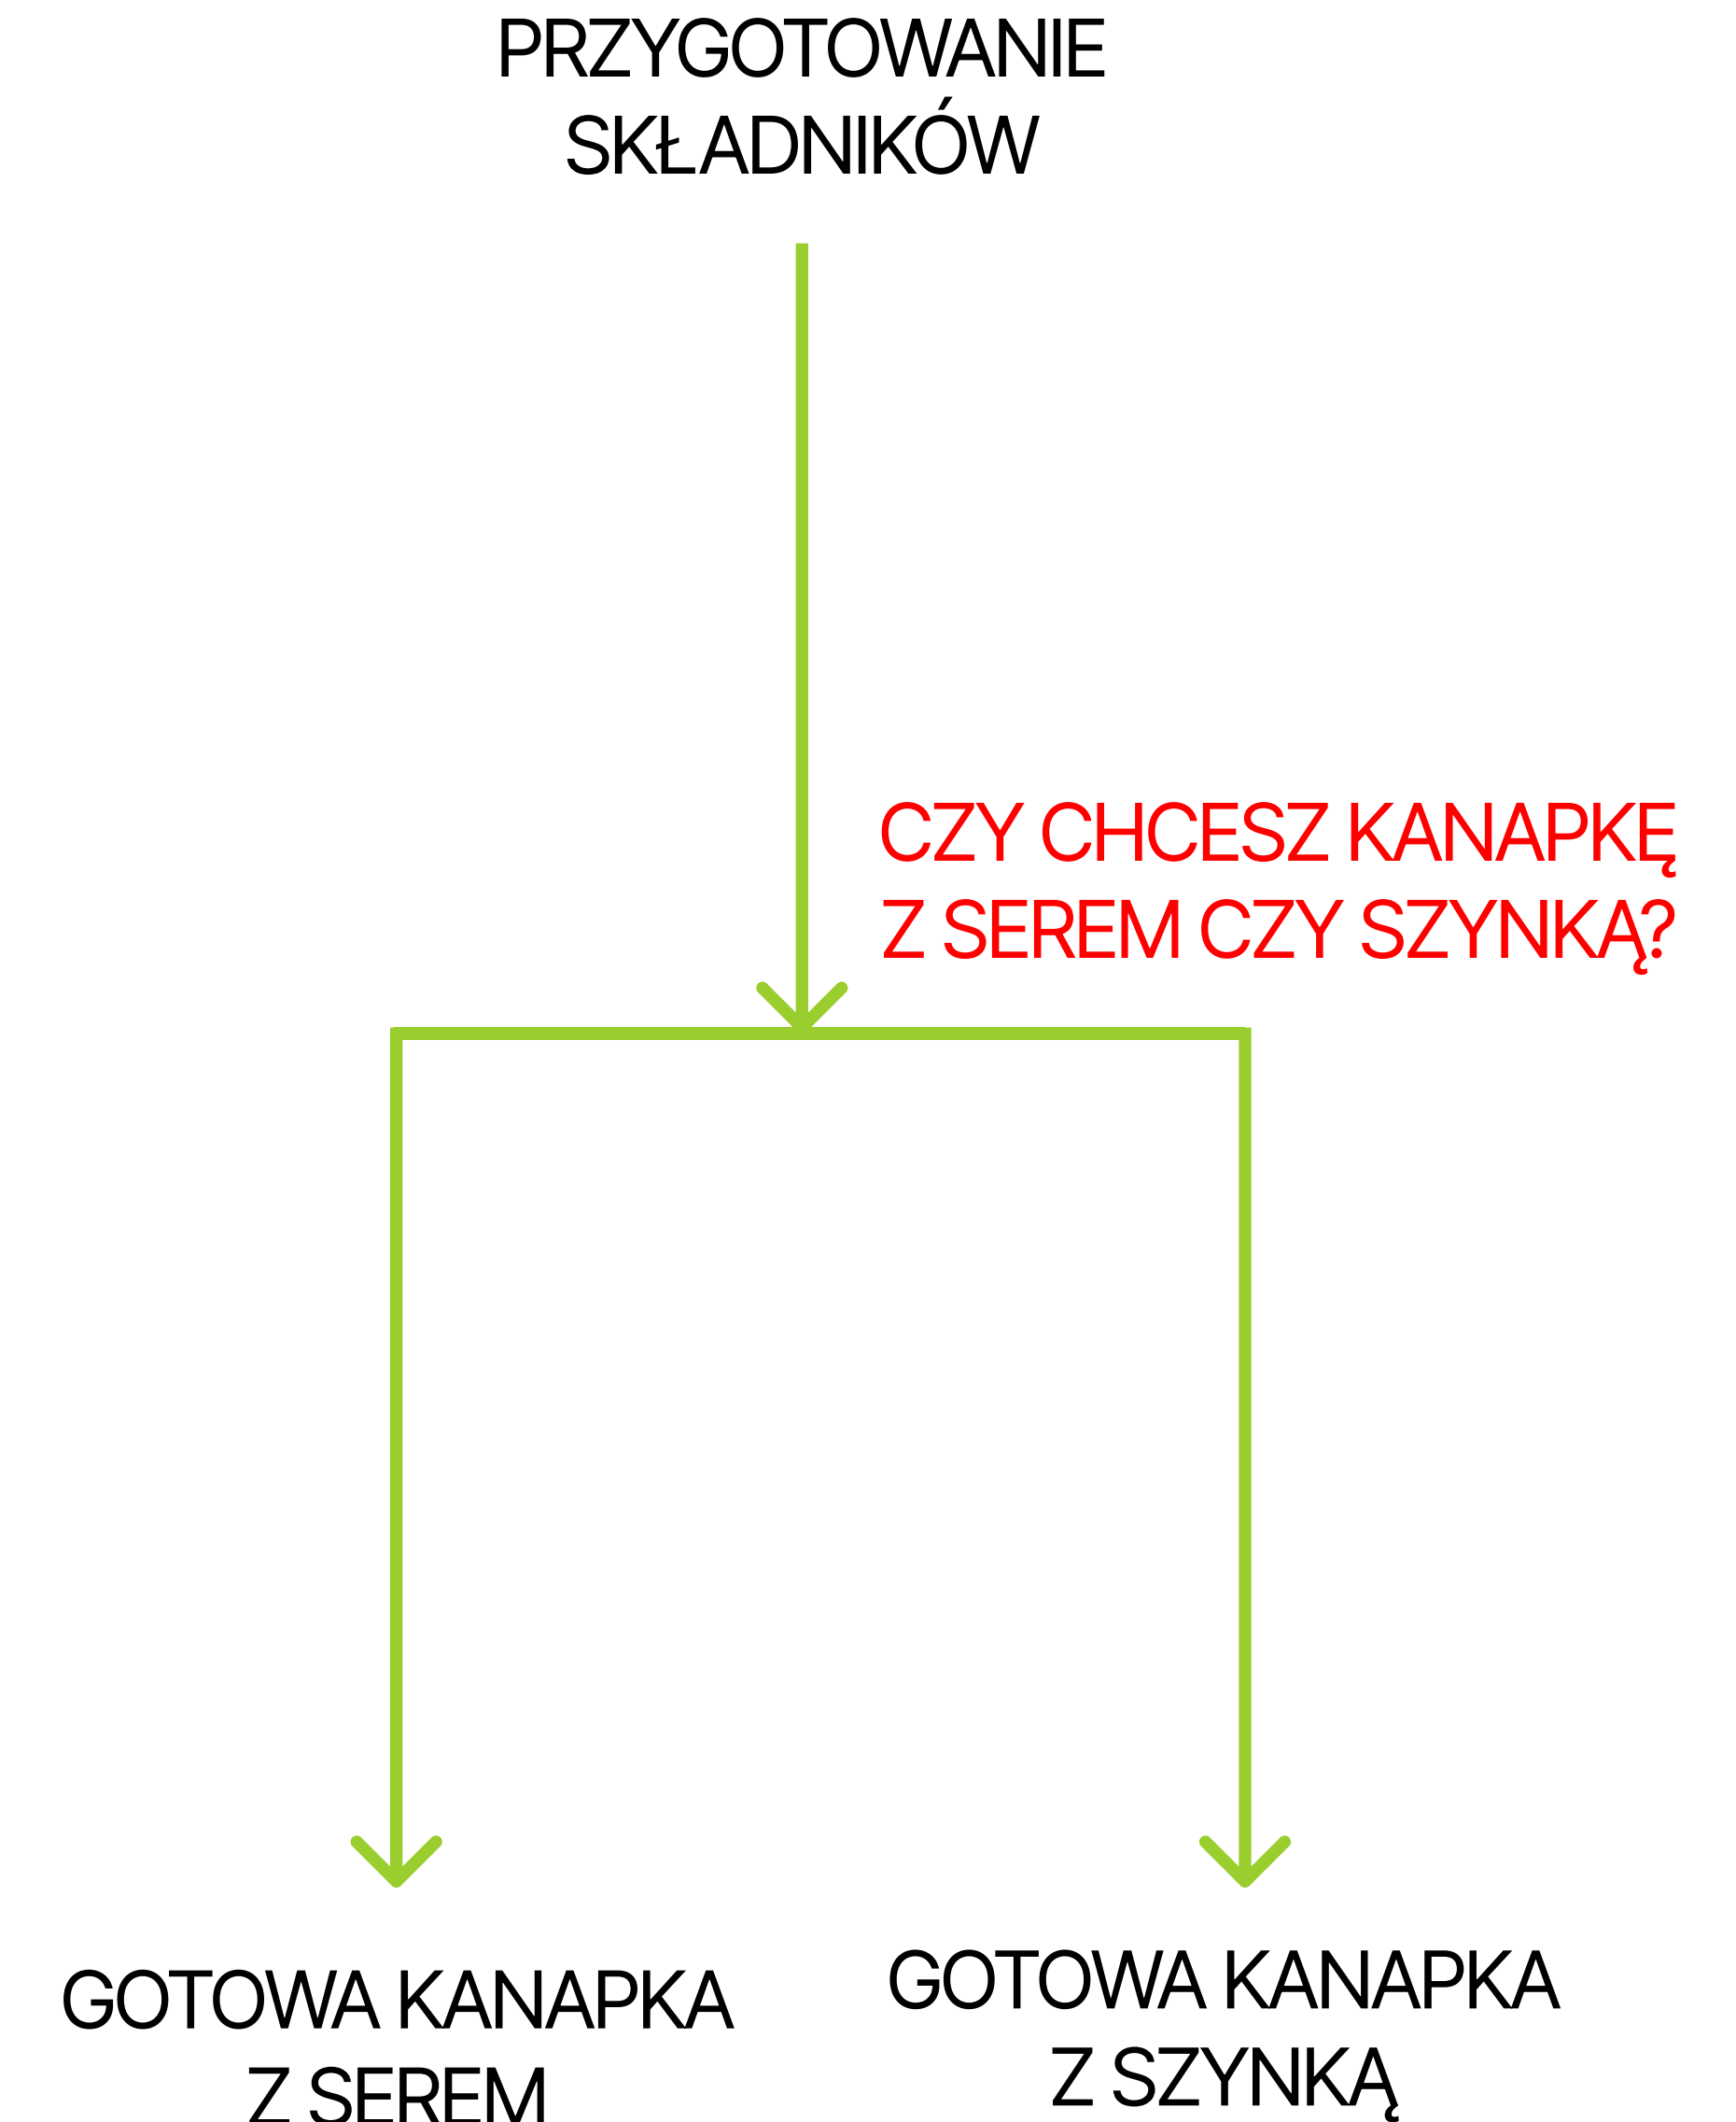 PRZYGOTOWANIE
SKŁADNIKÓW
CZY CHCESZ KANAPKĘ
Z SEREM CZY SZYNKĄ?
GOTOWA KANAPKA
Z SEREM
GOTOWA KANAPKA
Z SZYNKĄ